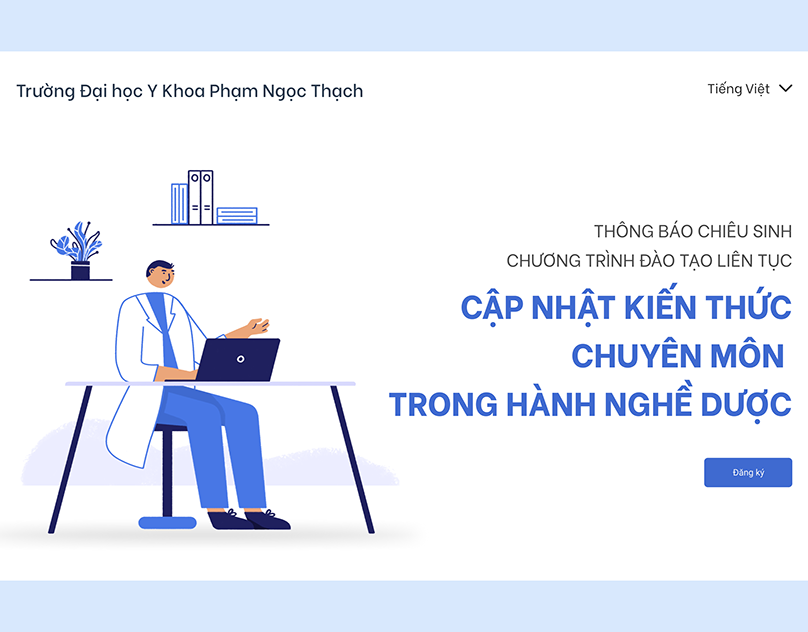 Trường Đại học Y Khoa Phạm Ngọc Thạch
Tiếng Việt
THÔNG BÁO CHIÊU SINH
CHƯƠNG TRÌNH ĐÀO TẠO LIÊN TỤC
CẬP NHẬT KIẾN THỨC
CHUYÊN MÔN
TRONG HÀNH NGHỀ DƯỢC
Đăng ký